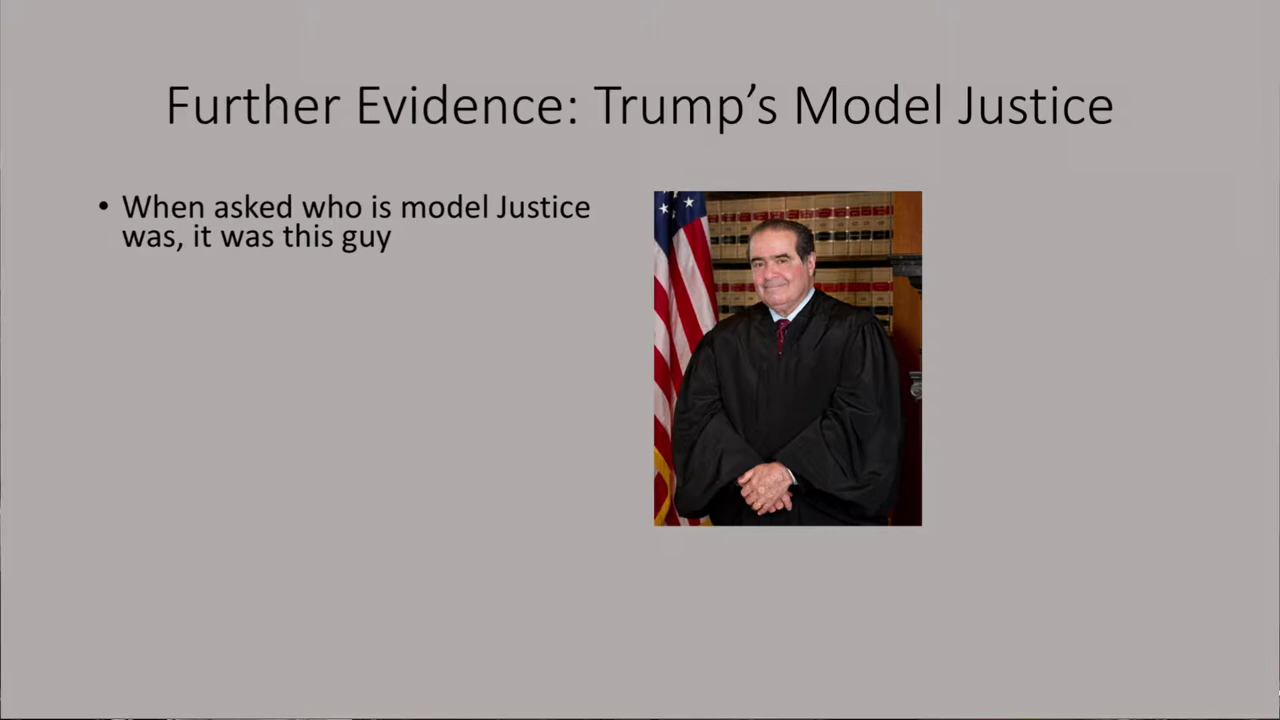 Further Evidence: Trump’s Model Justice
• When asked who is model Justice
was, it was this guy